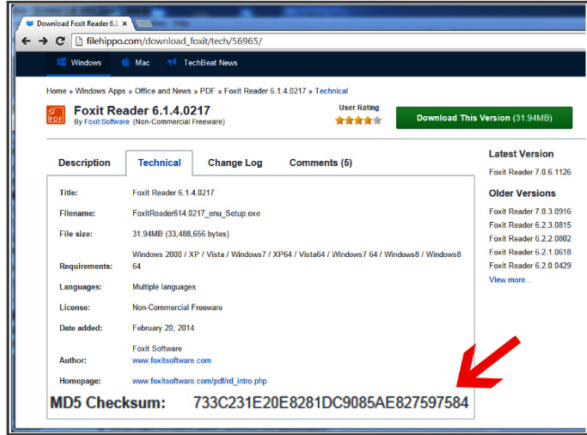 Download Foxit Reader 6.1
filehippo.com/download_foxit/tech/56965/
Windows Mac TechBeat News
Home » Windows Apps » Office and News » PDF » Foxit Reader 6.1.4.0217 » Technical
Foxit Reader 6.1.4.0217
By Foxit Software (Non-Commercial Freeware)
User Rating
Download This Version (31.94MB)
Description Technical Change Log Comments (5)
Title: Foxit Reader 6.1.4.0217
Filename: FoxitReader614.0217_enu_Setup.exe
File size: 31.94MB (33,488,656 bytes)
Requirements: Windows 2000 / XP / Vista / Windows7 / XP64 / Vista64 / Windows7 64 / Windows8 / Windows8
64
Languages: Multiple languages
License: Non-Commercial Freeware
Date added: February 20, 2014
Author: Foxit Software
www.foxitsoftware.com
Homepage: www.foxitsoftware.com/pdf/rd_intro.php
MD5 Checksum: 733C231E20E8281DC9085AE827597584
Latest Version
Foxit Reader 7.0.6.1126
Older Versions
Foxit Reader 7.0.3.0916
Foxit Reader 6.2.3.0815
Foxit Reader 6.2.2.0802
Foxit Reader 6.2.1.0618
Foxit Reader 6.2.0.0429
View more...